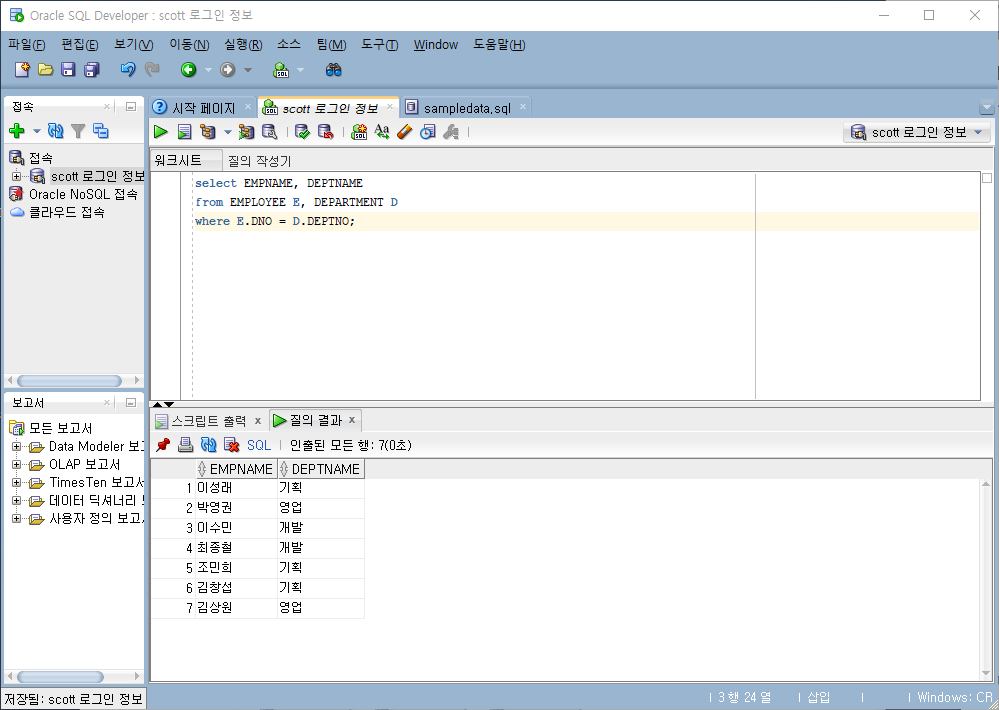 Oracle SQL Developer : scott 로그인 정보
파일(F) 편집(E) 보기(V) 이동(N) 실행(R) 소스 팀(M) 도구(T) Window 도움말(H)
접속
시작 페이지 scott 로그인 정보 sampledata.sql
scott 로그인 정보
접속
scott 로그인 정보
Oracle NoSQL 접속
클라우드 접속
워크시트 질의 작성기
select EMPNAME, DEPTNAME
from EMPLOYEE E, DEPARTMENT D
where E.DNO = D.DEPTNO;
보고서
모든 보고서
Data Modeler 보고
OLAP 보고서
TimesTen 보고서
데이터 딕셔너리
사용자 정의 보고서
스크립트 출력 x 질의 결과 x
SQL | 인출된 모든 행: 7(0초)
EMPNAME DEPTNAME
1 이성래 기획
2 박영권 영업
3 이수민 개발
4 최종철 개발
5 조민희 기획
6 김창섭 기획
7 김상원 영업
저장됨: scott 로그인 정보
3 행 24 열 | 삽입 | Windows: CR